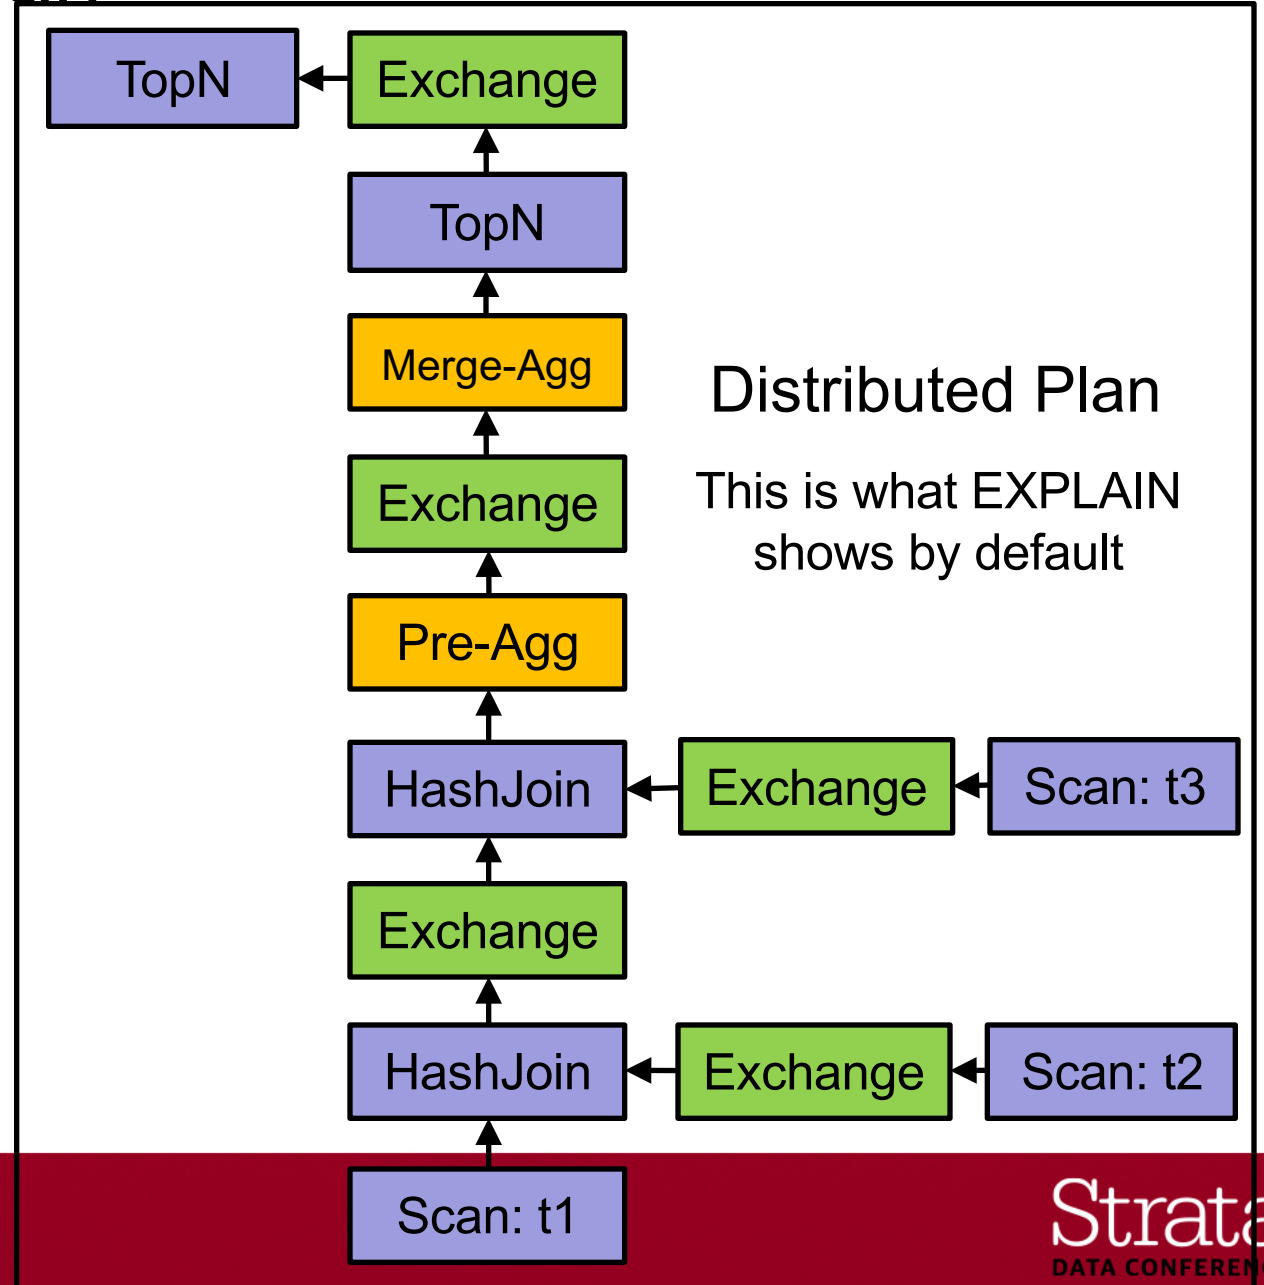 TopN
Exchange
TopN
Merge-Agg
Distributed Plan
Exchange
This is what EXPLAIN
shows by default
Pre-Agg
HashJoin
Exchange
Scan: t3
Exchange
HashJoin
Exchange
Scan: t2
Scan: t1
Strata
DATA CONFEREN